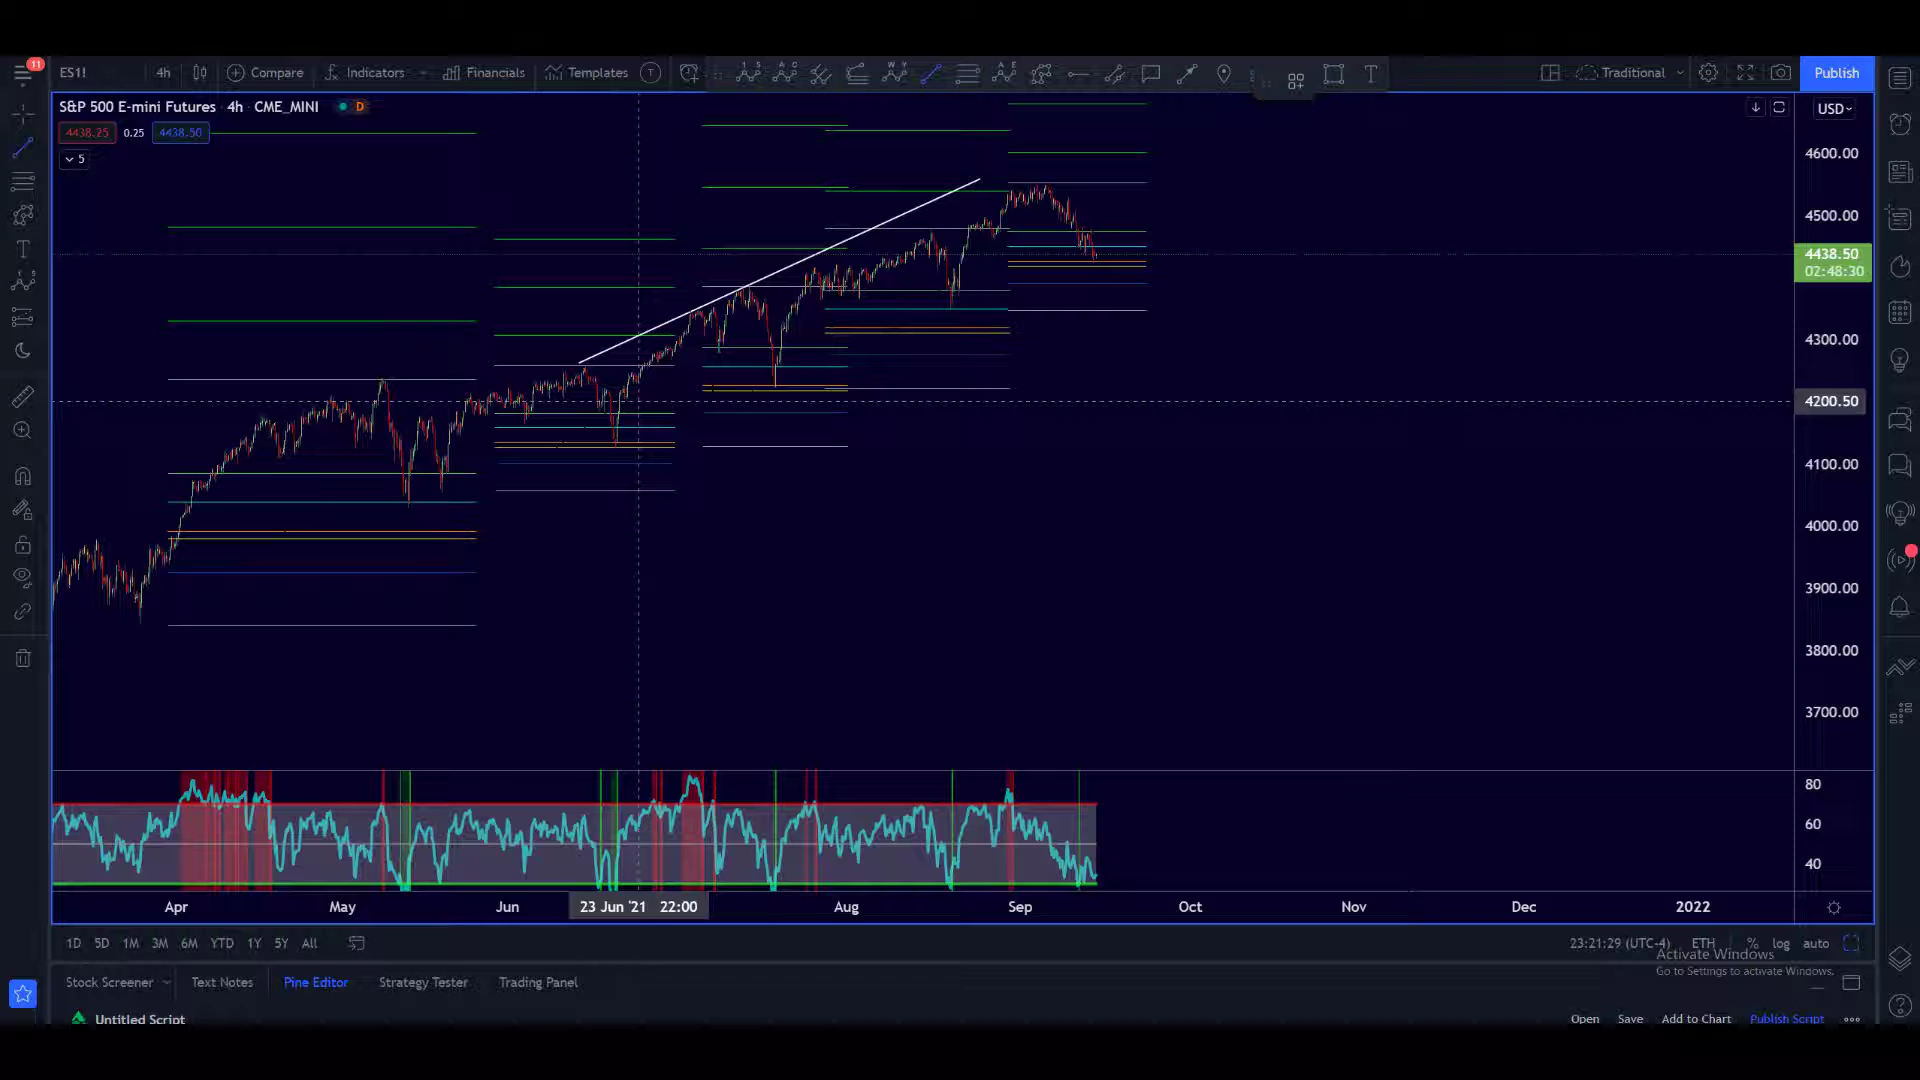 11
ES1!
4h
Compare
Indicators
Financials
Templates
Traditional
Publish
S&P 500 E-mini Futures · 4h · CME_MINI
D
USD
4438.25
0.25
4438.50
5
4600.00
4500.00
4438.50
02:48:30
4300.00
4200.50
4100.00
4000.00
3900.00
3800.00
3700.00
80
60
40
Apr
May
Jun
23 Jun '21 22:00
Aug
Sep
Oct
Nov
Dec
2022
1D 5D 1M 3M 6M YTD 1Y 5Y All
23:21:29 (UTC-4) ETH % log auto
Activate Windows
Go to Settings to activate Windows.
Stock Screener
Text Notes
Pine Editor
Strategy Tester
Trading Panel
Untitled Script
Open
Save
Add to Chart
Publish Script